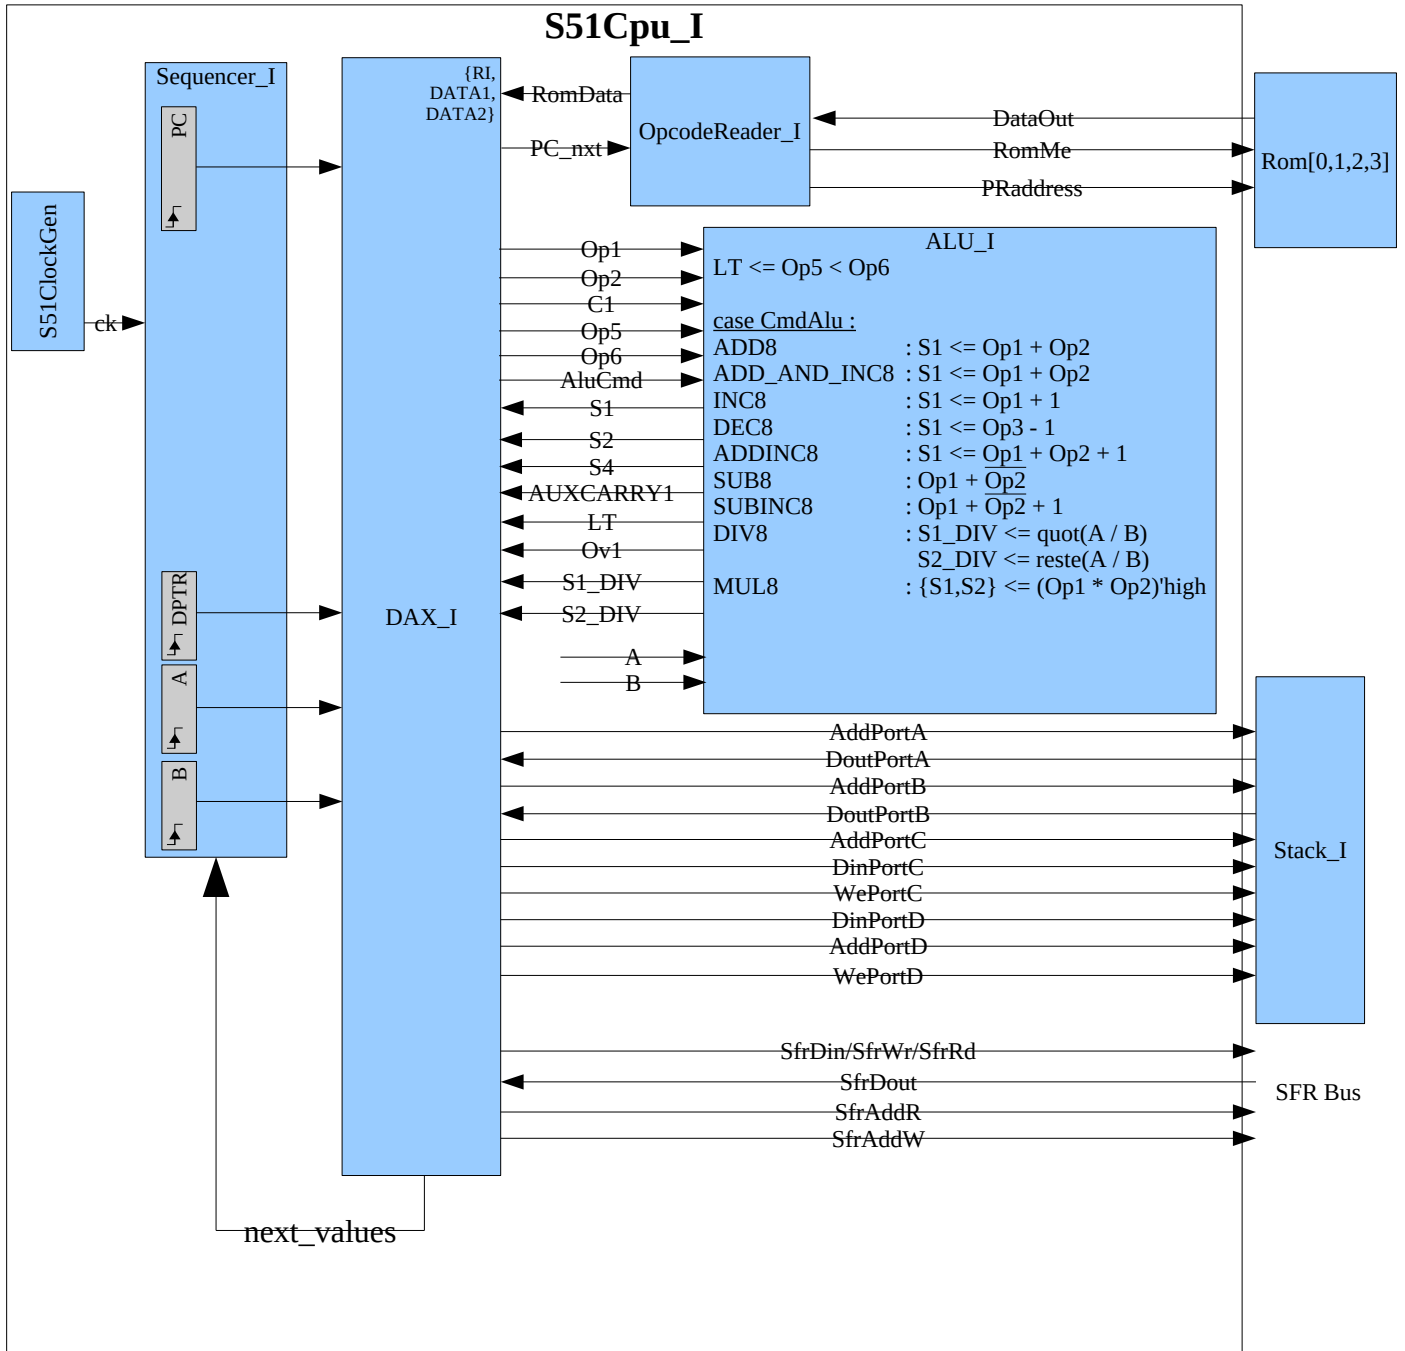 S51Cpu_I
Sequencer_I
PC
DPTR
A
B
S51ClockGen
ck
{RI,
DATA1,
DATA2}
DAX_I
next_values
RomData
PC_nxt
OpcodeReader_I
DataOut
RomMe
PRaddress
Rom[0,1,2,3]
Op1
Op2
C1
Op5
Op6
AluCmd
S1
S2
S4
AUXCARRY1
LT
Ov1
S1_DIV
S2_DIV
A
B
ALU_I
LT <= Op5 < Op6
case CmdAlu :
ADD8 : S1 <= Op1 + Op2
ADD_AND_INC8 : S1 <= Op1 + Op2
INC8 : S1 <= Op1 + 1
DEC8 : S1 <= Op3 - 1
ADDINC8 : S1 <= Op1 + Op2 + 1
SUB8 : Op1 + O̅p̅2̅
SUBINC8 : Op1 + O̅p̅2̅ + 1
DIV8 : S1_DIV <= quot(A / B)
S2_DIV <= reste(A / B)
MUL8 : {S1,S2} <= (Op1 * Op2)'high
AddPortA
DoutPortA
AddPortB
DoutPortB
AddPortC
DinPortC
WePortC
DinPortD
AddPortD
WePortD
Stack_I
SfrDin/SfrWr/SfrRd
SfrDout
SfrAddR
SfrAddW
SFR Bus